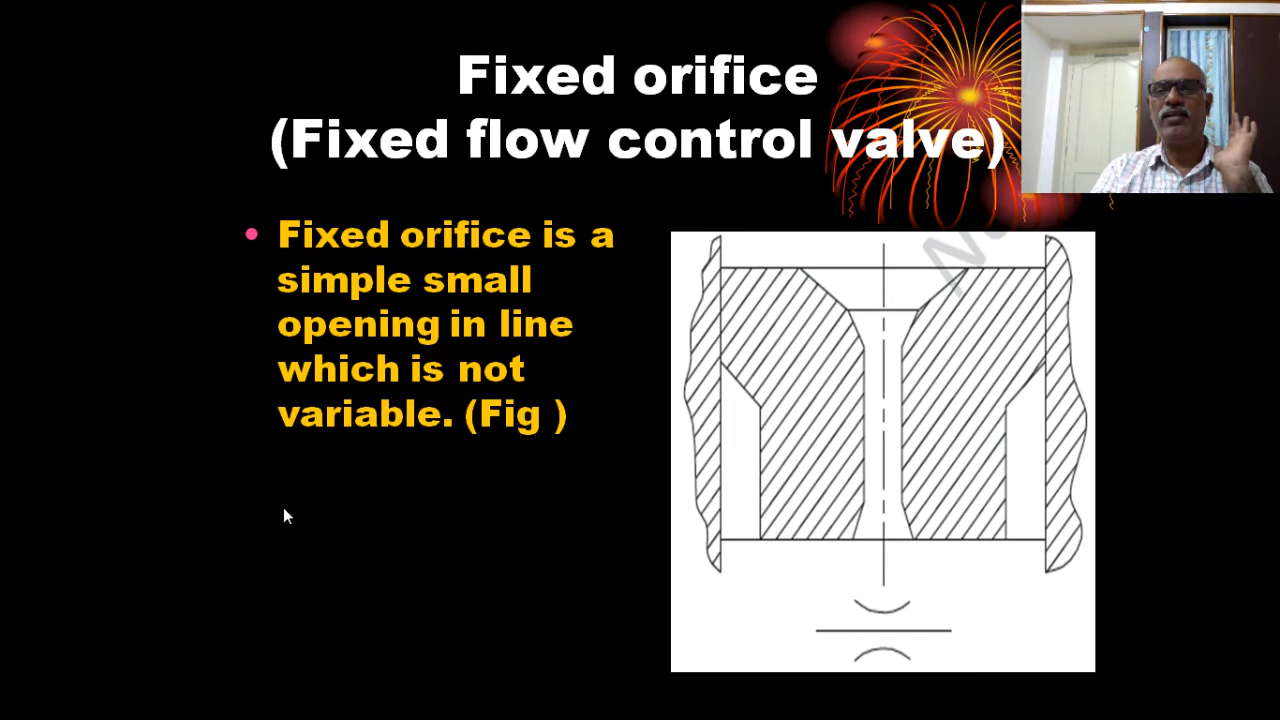 Fixed orifice
(Fixed flow control valve)
• Fixed orifice is a
simple small
opening in line
which is not
variable. (Fig )